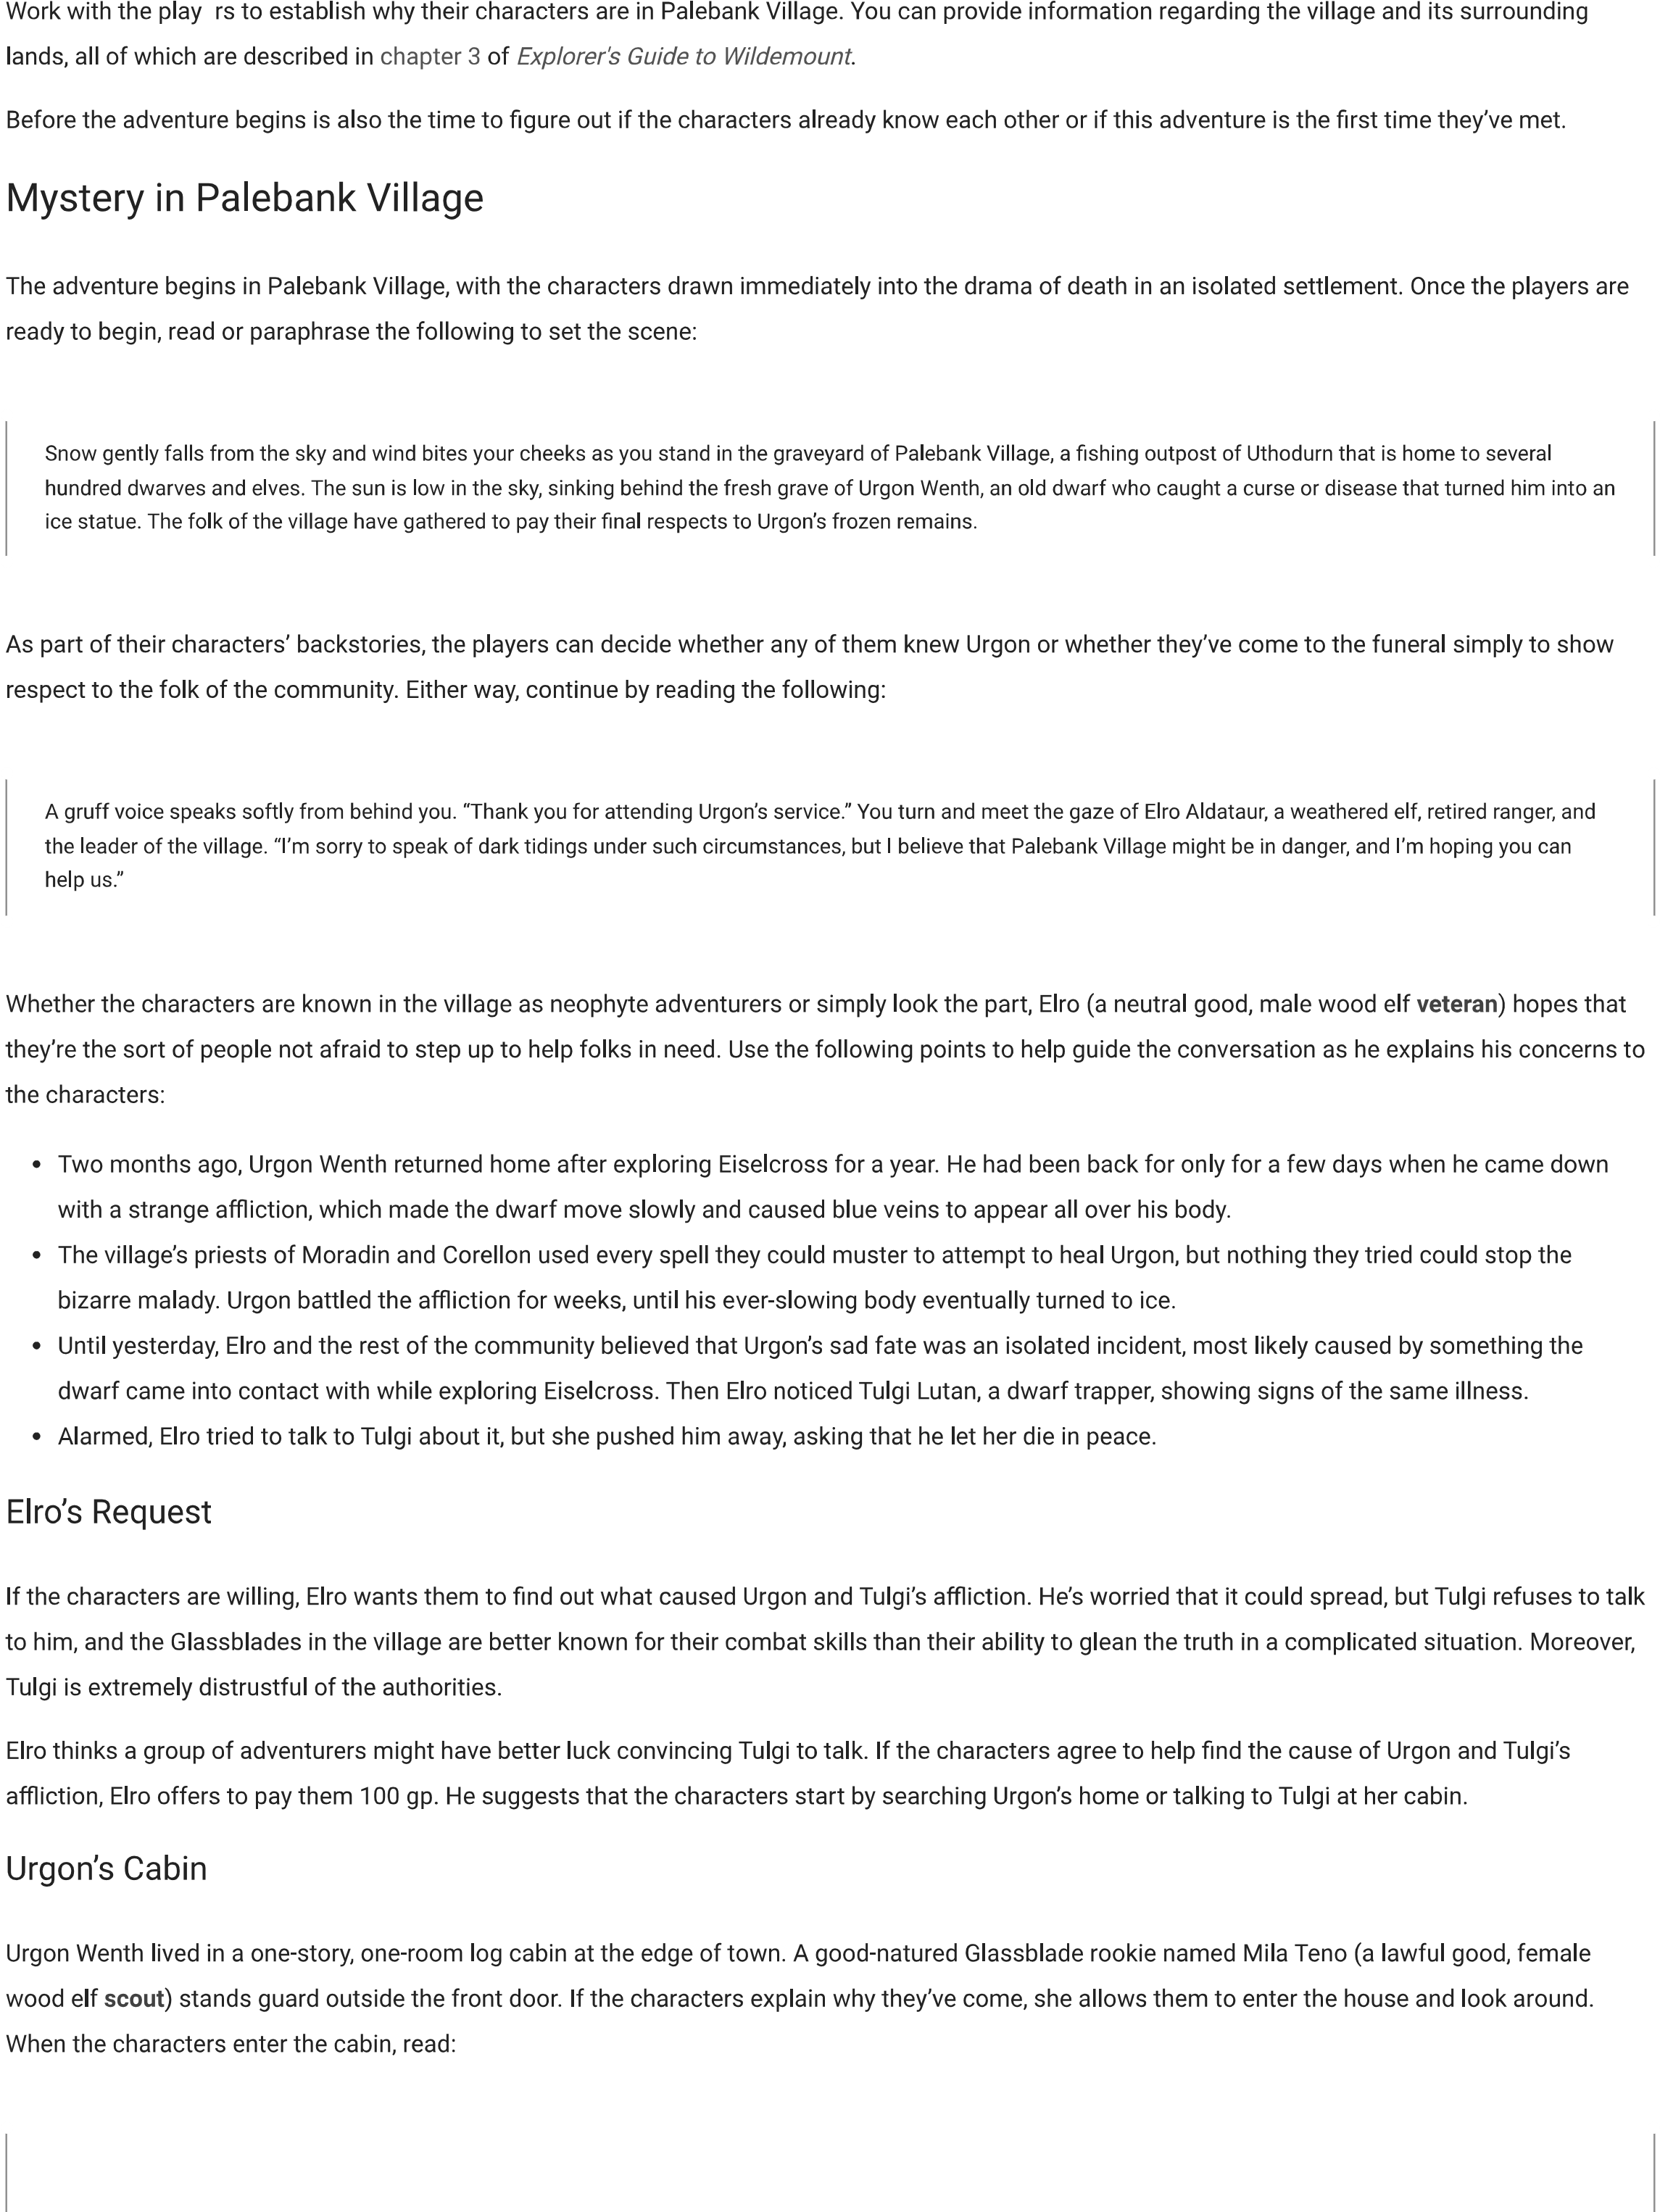 Work with the play rs to establish why their characters are in Palebank Village. You can provide information regarding the village and its surrounding
lands, all of which are described in chapter 3 of Explorer's Guide to Wildemount.
Before the adventure begins is also the time to figure out if the characters already know each other or if this adventure is the first time they’ve met.
Mystery in Palebank Village
The adventure begins in Palebank Village, with the characters drawn immediately into the drama of death in an isolated settlement. Once the players are
ready to begin, read or paraphrase the following to set the scene:
Snow gently falls from the sky and wind bites your cheeks as you stand in the graveyard of Palebank Village, a fishing outpost of Uthodurn that is home to several
hundred dwarves and elves. The sun is low in the sky, sinking behind the fresh grave of Urgon Wenth, an old dwarf who caught a curse or disease that turned him into an
ice statue. The folk of the village have gathered to pay their final respects to Urgon’s frozen remains.
As part of their characters’ backstories, the players can decide whether any of them knew Urgon or whether they’ve come to the funeral simply to show
respect to the folk of the community. Either way, continue by reading the following:
A gruff voice speaks softly from behind you. “Thank you for attending Urgon’s service.” You turn and meet the gaze of Elro Aldataur, a weathered elf, retired ranger, and
the leader of the village. “I’m sorry to speak of dark tidings under such circumstances, but I believe that Palebank Village might be in danger, and I’m hoping you can
help us.”
Whether the characters are known in the village as neophyte adventurers or simply look the part, Elro (a neutral good, male wood elf veteran) hopes that
they’re the sort of people not afraid to step up to help folks in need. Use the following points to help guide the conversation as he explains his concerns to
the characters:
• Two months ago, Urgon Wenth returned home after exploring Eiselcross for a year. He had been back for only for a few days when he came down
with a strange affliction, which made the dwarf move slowly and caused blue veins to appear all over his body.
• The village’s priests of Moradin and Corellon used every spell they could muster to attempt to heal Urgon, but nothing they tried could stop the
bizarre malady. Urgon battled the affliction for weeks, until his ever-slowing body eventually turned to ice.
• Until yesterday, Elro and the rest of the community believed that Urgon’s sad fate was an isolated incident, most likely caused by something the
dwarf came into contact with while exploring Eiselcross. Then Elro noticed Tulgi Lutan, a dwarf trapper, showing signs of the same illness.
• Alarmed, Elro tried to talk to Tulgi about it, but she pushed him away, asking that he let her die in peace.
Elro’s Request
If the characters are willing, Elro wants them to find out what caused Urgon and Tulgi’s affliction. He’s worried that it could spread, but Tulgi refuses to talk
to him, and the Glassblades in the village are better known for their combat skills than their ability to glean the truth in a complicated situation. Moreover,
Tulgi is extremely distrustful of the authorities.
Elro thinks a group of adventurers might have better luck convincing Tulgi to talk. If the characters agree to help find the cause of Urgon and Tulgi’s
affliction, Elro offers to pay them 100 gp. He suggests that the characters start by searching Urgon’s home or talking to Tulgi at her cabin.
Urgon’s Cabin
Urgon Wenth lived in a one-story, one-room log cabin at the edge of town. A good-natured Glassblade rookie named Mila Teno (a lawful good, female
wood elf scout) stands guard outside the front door. If the characters explain why they’ve come, she allows them to enter the house and look around.
When the characters enter the cabin, read: